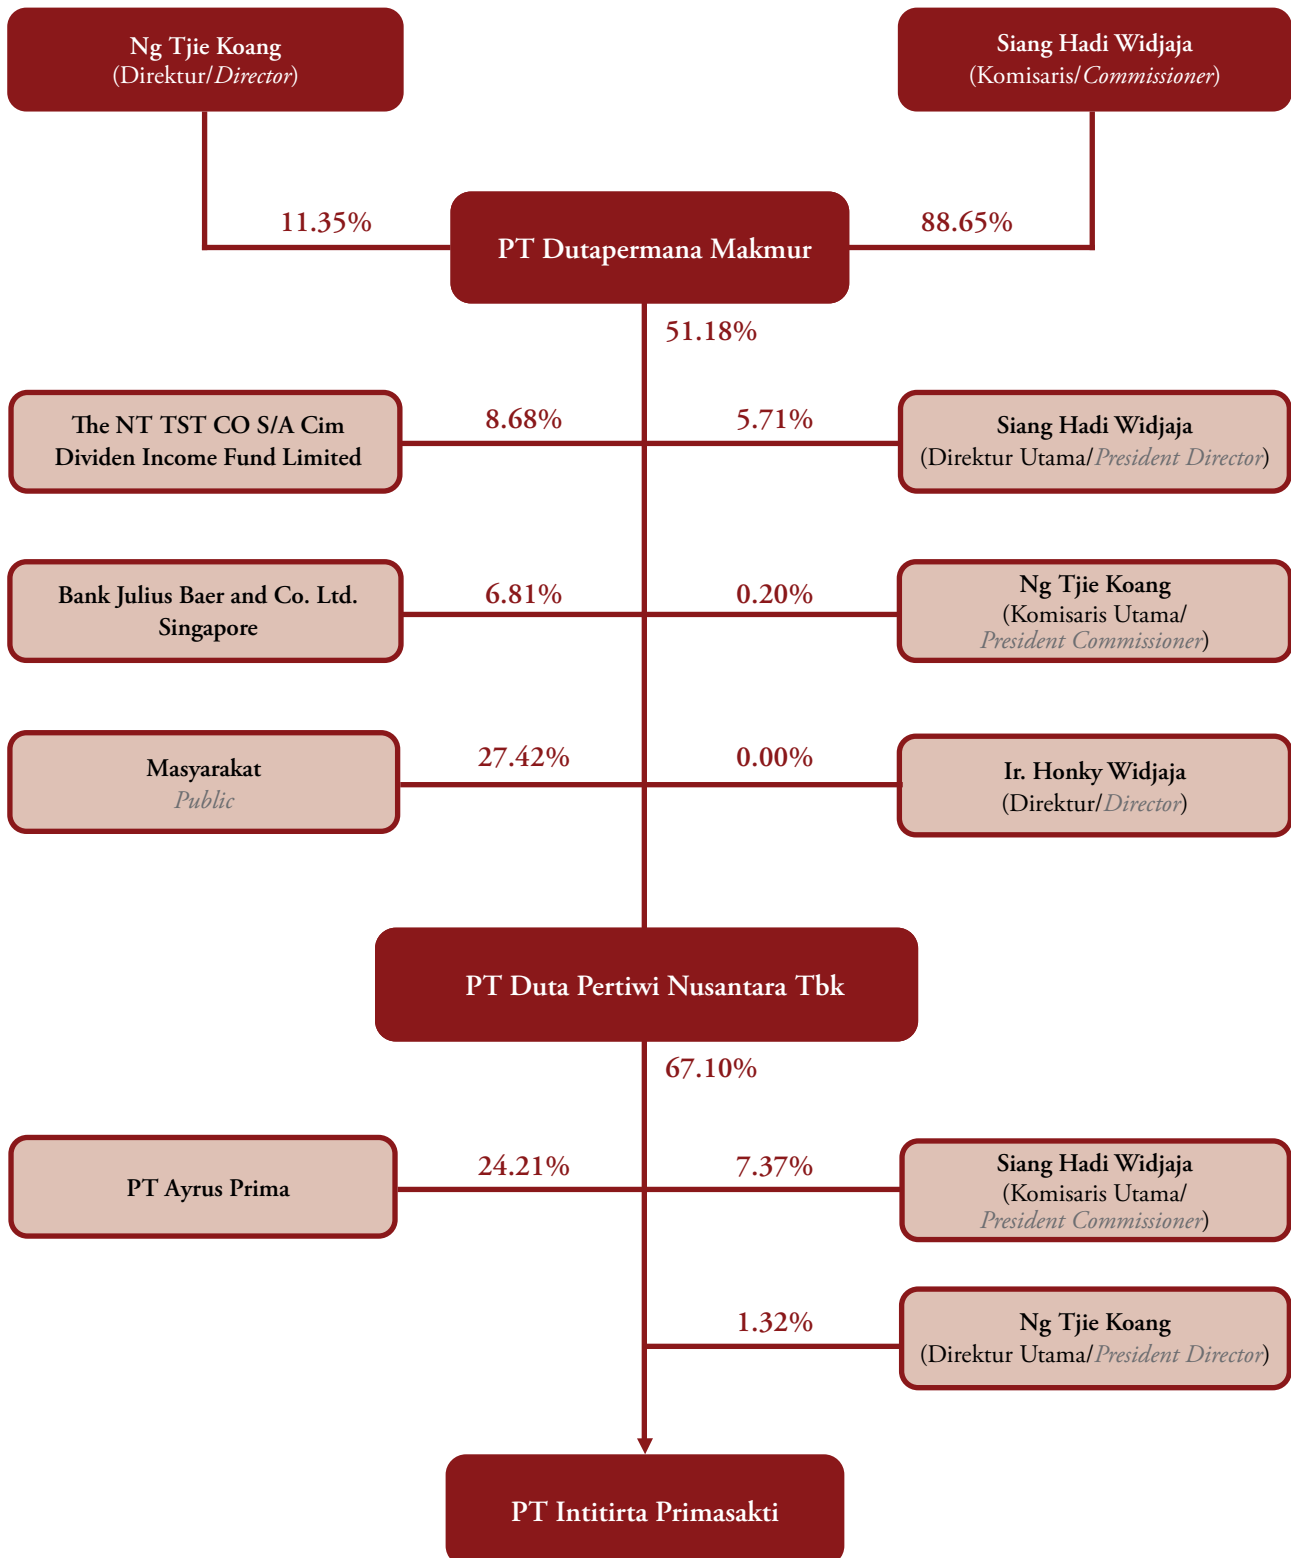 Ng Tjie Koang
(Direktur/Director)
Siang Hadi Widjaja
(Komisaris/Commissioner)
11.35%
PT Dutapermana Makmur
88.65%
51.18%
The NT TST CO S/A Cim
Dividen Income Fund Limited
8.68%
5.71%
Siang Hadi Widjaja
(Direktur Utama/President Director)
Bank Julius Baer and Co. Ltd.
Singapore
6.81%
0.20%
Ng Tjie Koang
(Komisaris Utama/
President Commissioner)
Masyarakat
Public
27.42%
0.00%
Ir. Honky Widjaja
(Direktur/Director)
PT Duta Pertiwi Nusantara Tbk
67.10%
PT Ayrus Prima
24.21%
7.37%
Siang Hadi Widjaja
(Komisaris Utama/
President Commissioner)
1.32%
Ng Tjie Koang
(Direktur Utama/President Director)
PT Intitirta Primasakti